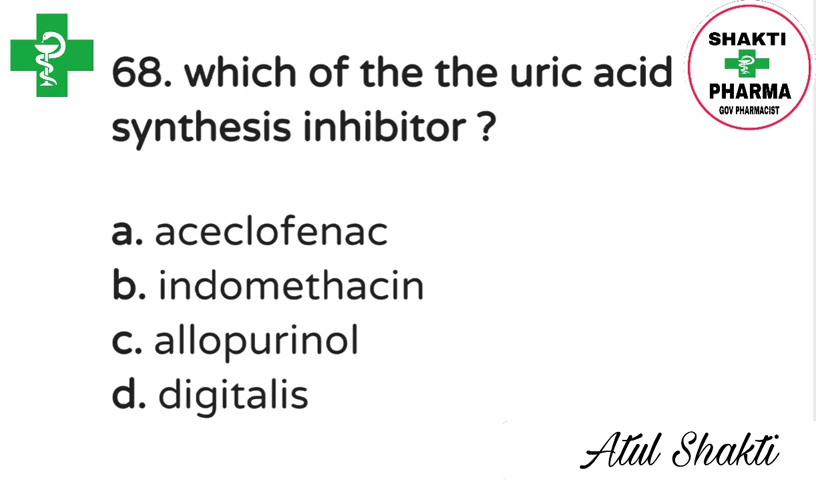 SHAKTI
PHARMA
GOV PHARMACIST
68. which of the the uric acid
synthesis inhibitor ?
a. aceclofenac
b. indomethacin
c. allopurinol
d. digitalis
Atul Shakti